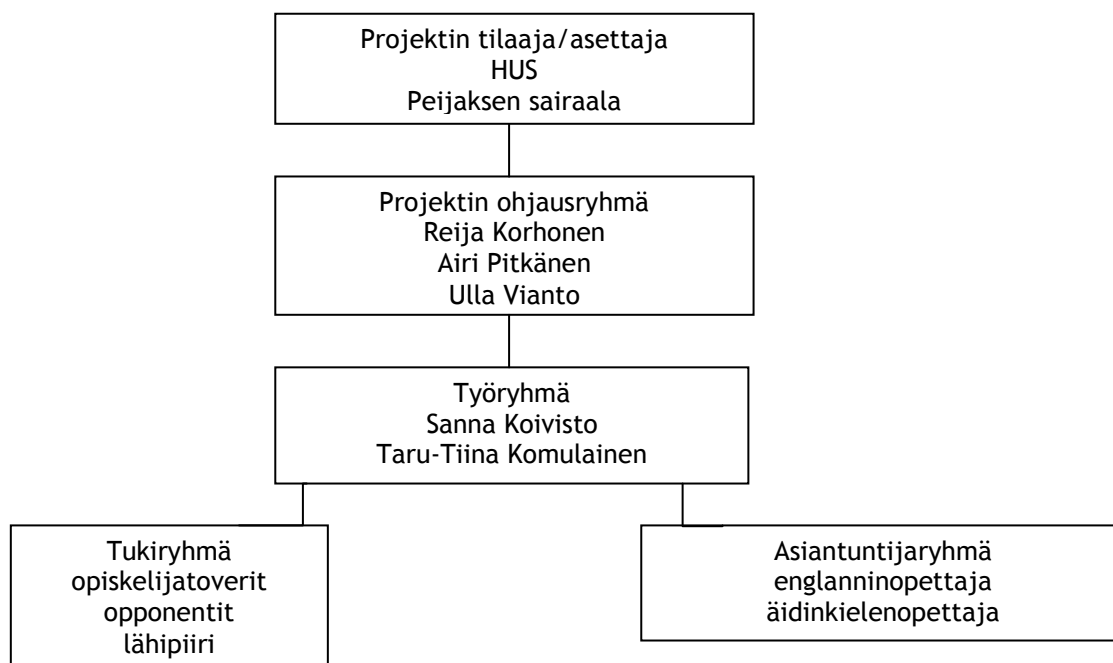 Projektin tilaaja/asettaja
HUS
Peijaksen sairaala
Projektin ohjausryhmä
Reija Korhonen
Airi Pitkänen
Ulla Vianto
Työryhmä
Sanna Koivisto
Taru-Tiina Komulainen
Tukiryhmä
opiskelijatoverit
opponentit
lähipiiri
Asiantuntijaryhmä
englanninopettaja
äidinkielenopettaja